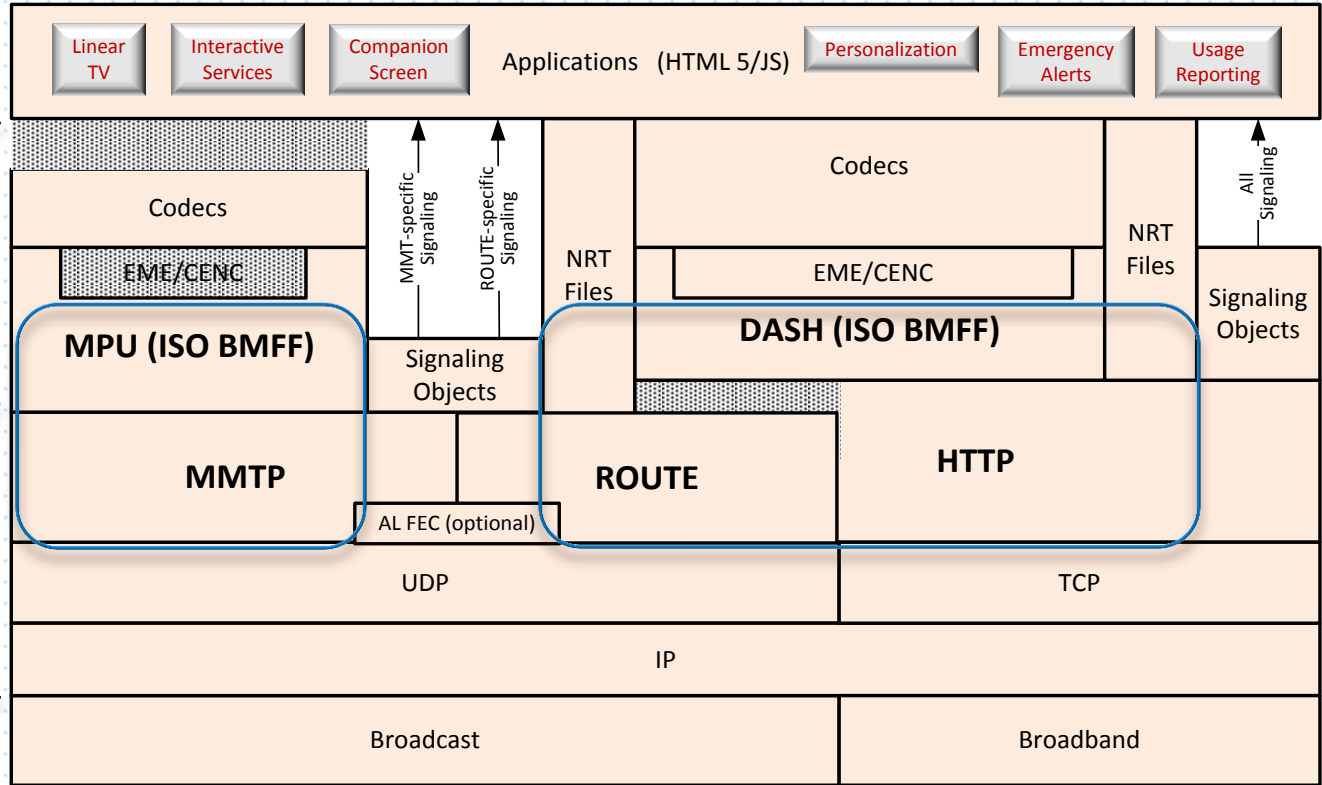 Linear
TV
Interactive
Services
Companion
Screen
Applications (HTML 5/JS)
Personalization
Emergency
Alerts
Usage
Reporting
Codecs
EME/CENC
MPU (ISO BMFF)
MMT-specific
Signaling
ROUTE-specific
Signaling
Signaling
Objects
NRT
Files
Codecs
EME/CENC
DASH (ISO BMFF)
NRT
Files
All
Signaling
Signaling
Objects
MMTP
ROUTE
HTTP
AL FEC (optional)
UDP
TCP
IP
Broadcast
Broadband